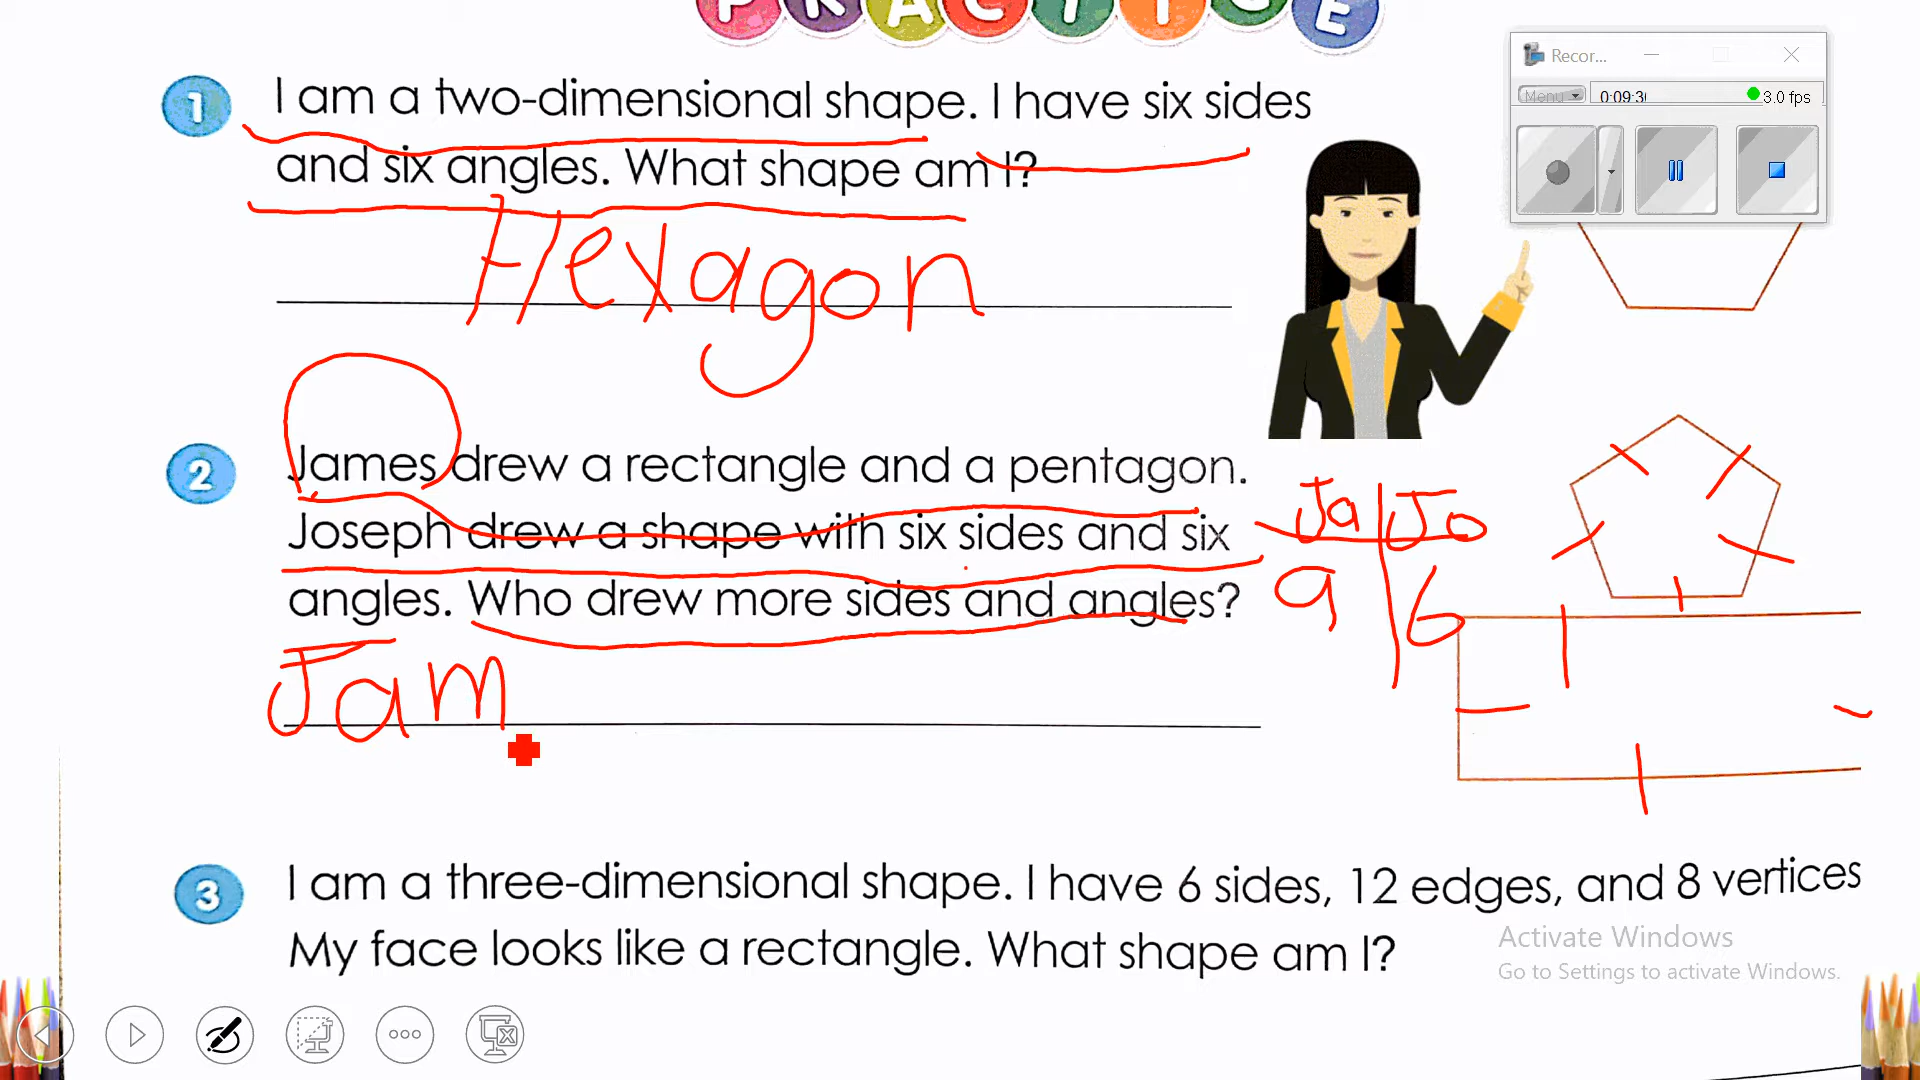 PRACTICE
1 I am a two-dimensional shape. I have six sides
and six angles. What shape am I?
Hexagon
2 James drew a rectangle and a pentagon.
Joseph drew a shape with six sides and six
angles. Who drew more sides and angles?
Jam
Ja Jo
9 6
3 I am a three-dimensional shape. I have 6 sides, 12 edges, and 8 vertices
My face looks like a rectangle. What shape am I?
Recor...
Menu 3.0 fps
Activate Windows
Go to Settings to activate Windows.